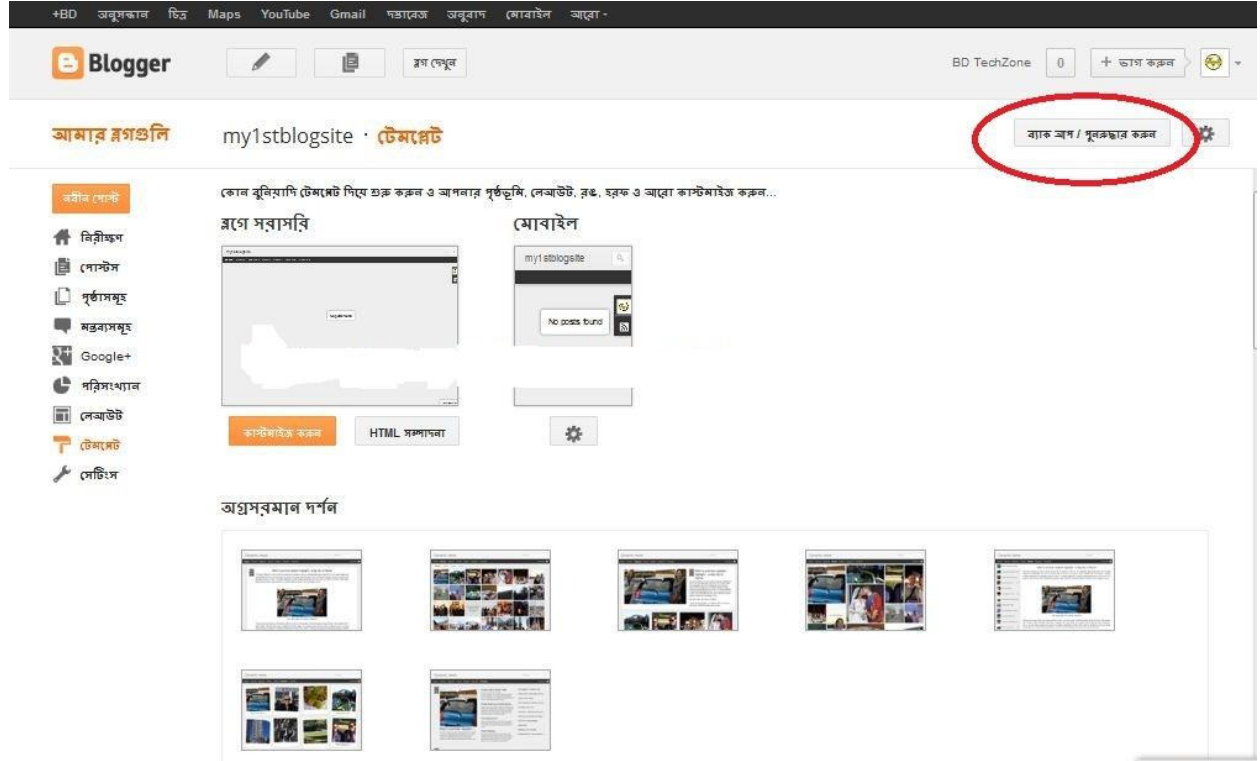 +BD অনুসন্ধান চিত্র Maps YouTube Gmail দস্তাবেজ অনুবাদ মোবাইল আরো
Blogger ব্লগ দেখুন BD TechZone 0 + ভাগ করুন
আমার ব্লগগুলি my1stblogsite · টেমপ্লেট ব্যাক আপ / পুনরুদ্ধার করুন
নবীন পোস্ট
কোন বুনিয়াদি টেমপ্লেট দিয়ে শুরু করুন ও আপনার পৃষ্ঠভূমি, লেআউট, রঙ, হরফ ও আরো কাস্টমাইজ করুন...
ব্লগে সরাসরি মোবাইল
নিরীক্ষণ
পোস্টস
পৃষ্ঠাসমূহ
মন্তব্যসমূহ
Google+
পরিসংখ্যান
লেআউট
টেমপ্লেট
সেটিংস
my1stblogsite
No posts found
কাস্টমাইজ করুন HTML সম্পাদনা
অগ্রসরমান দর্শন